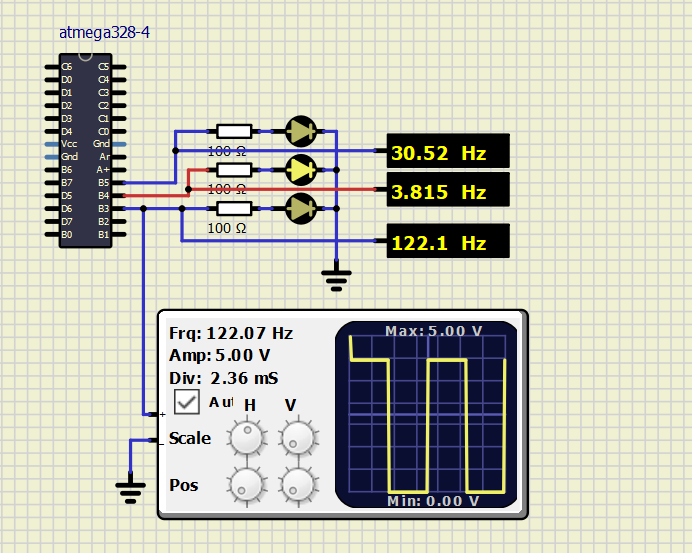 atmega328-4
C6 C5
D0 C4
D1 C3
D2 C2
D3 C1
D4 C0
Vcc Gnd
Gnd Ar
B6 A+
B7 B5
D5 B4
D6 B3
D7 B2
B0 B1
100 Ω
100 Ω
100 Ω
30.52 Hz
3.815 Hz
122.1 Hz
Frq: 122.07 Hz
Amp: 5.00 V
Div: 2.36 mS
Aut H V
Scale
Pos
+
-
Max: 5.00 V
Min: 0.00 V